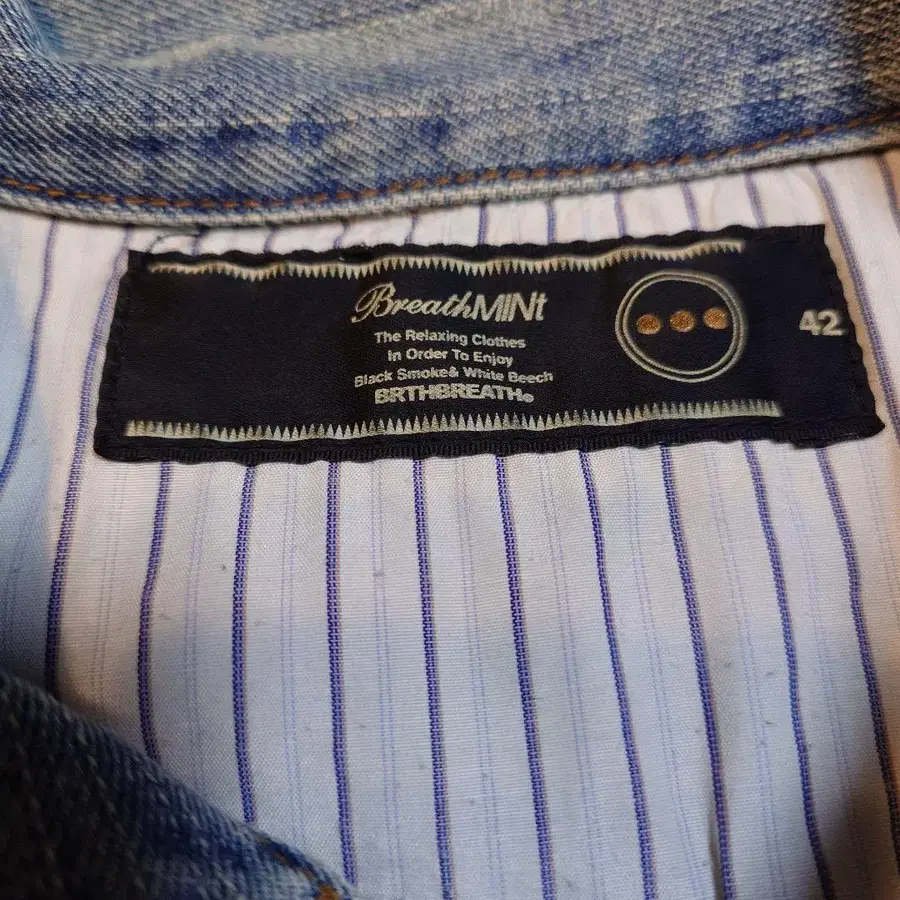 BreathMINt
The Relaxing Clothes
In Order To Enjoy
Black Smoke& White Beech
BRTHBREATH®
42